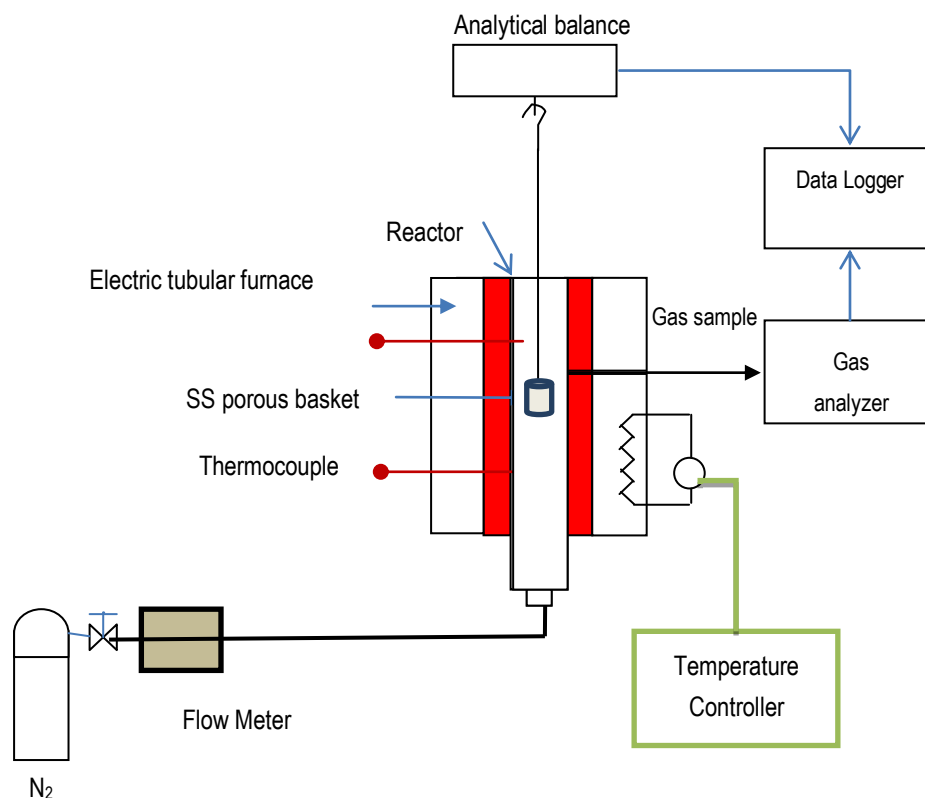 Analytical balance
Data Logger
Reactor
Electric tubular furnace
Gas sample
Gas
analyzer
SS porous basket
Thermocouple
Temperature
Controller
Flow Meter
N₂